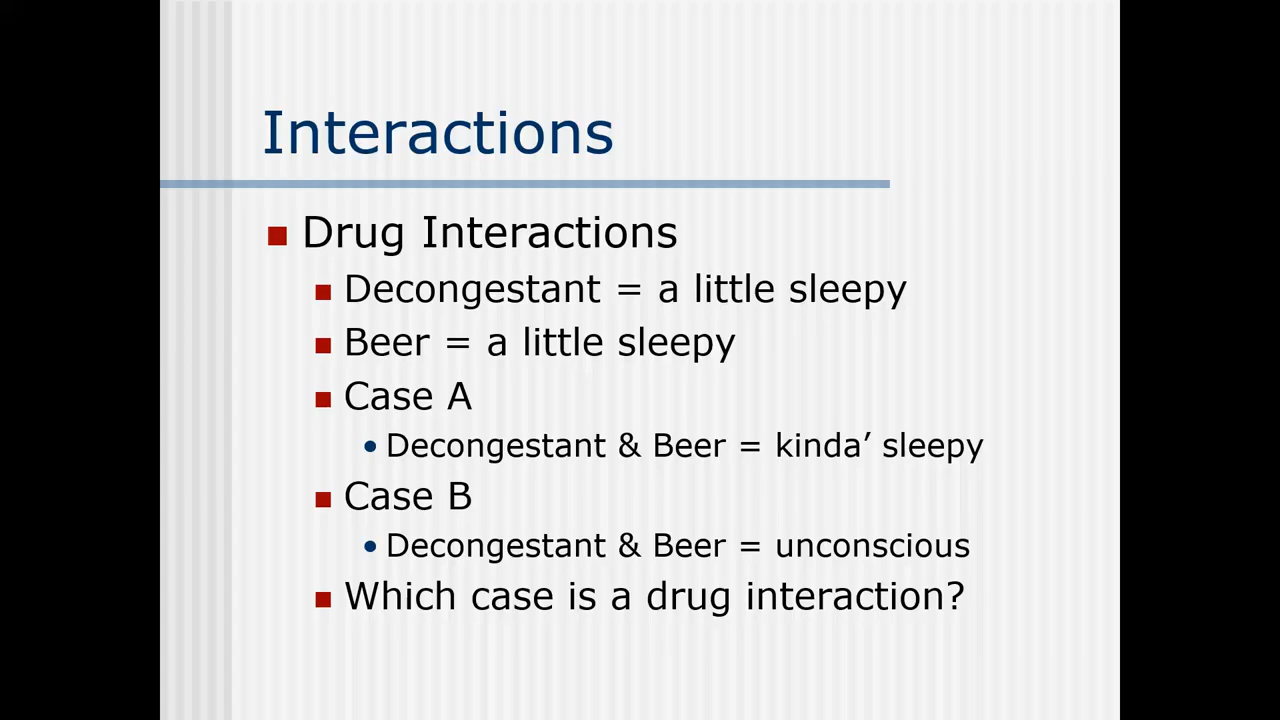 Interactions
Drug Interactions
Decongestant = a little sleepy
Beer = a little sleepy
Case A
Decongestant & Beer = kinda’ sleepy
Case B
Decongestant & Beer = unconscious
Which case is a drug interaction?